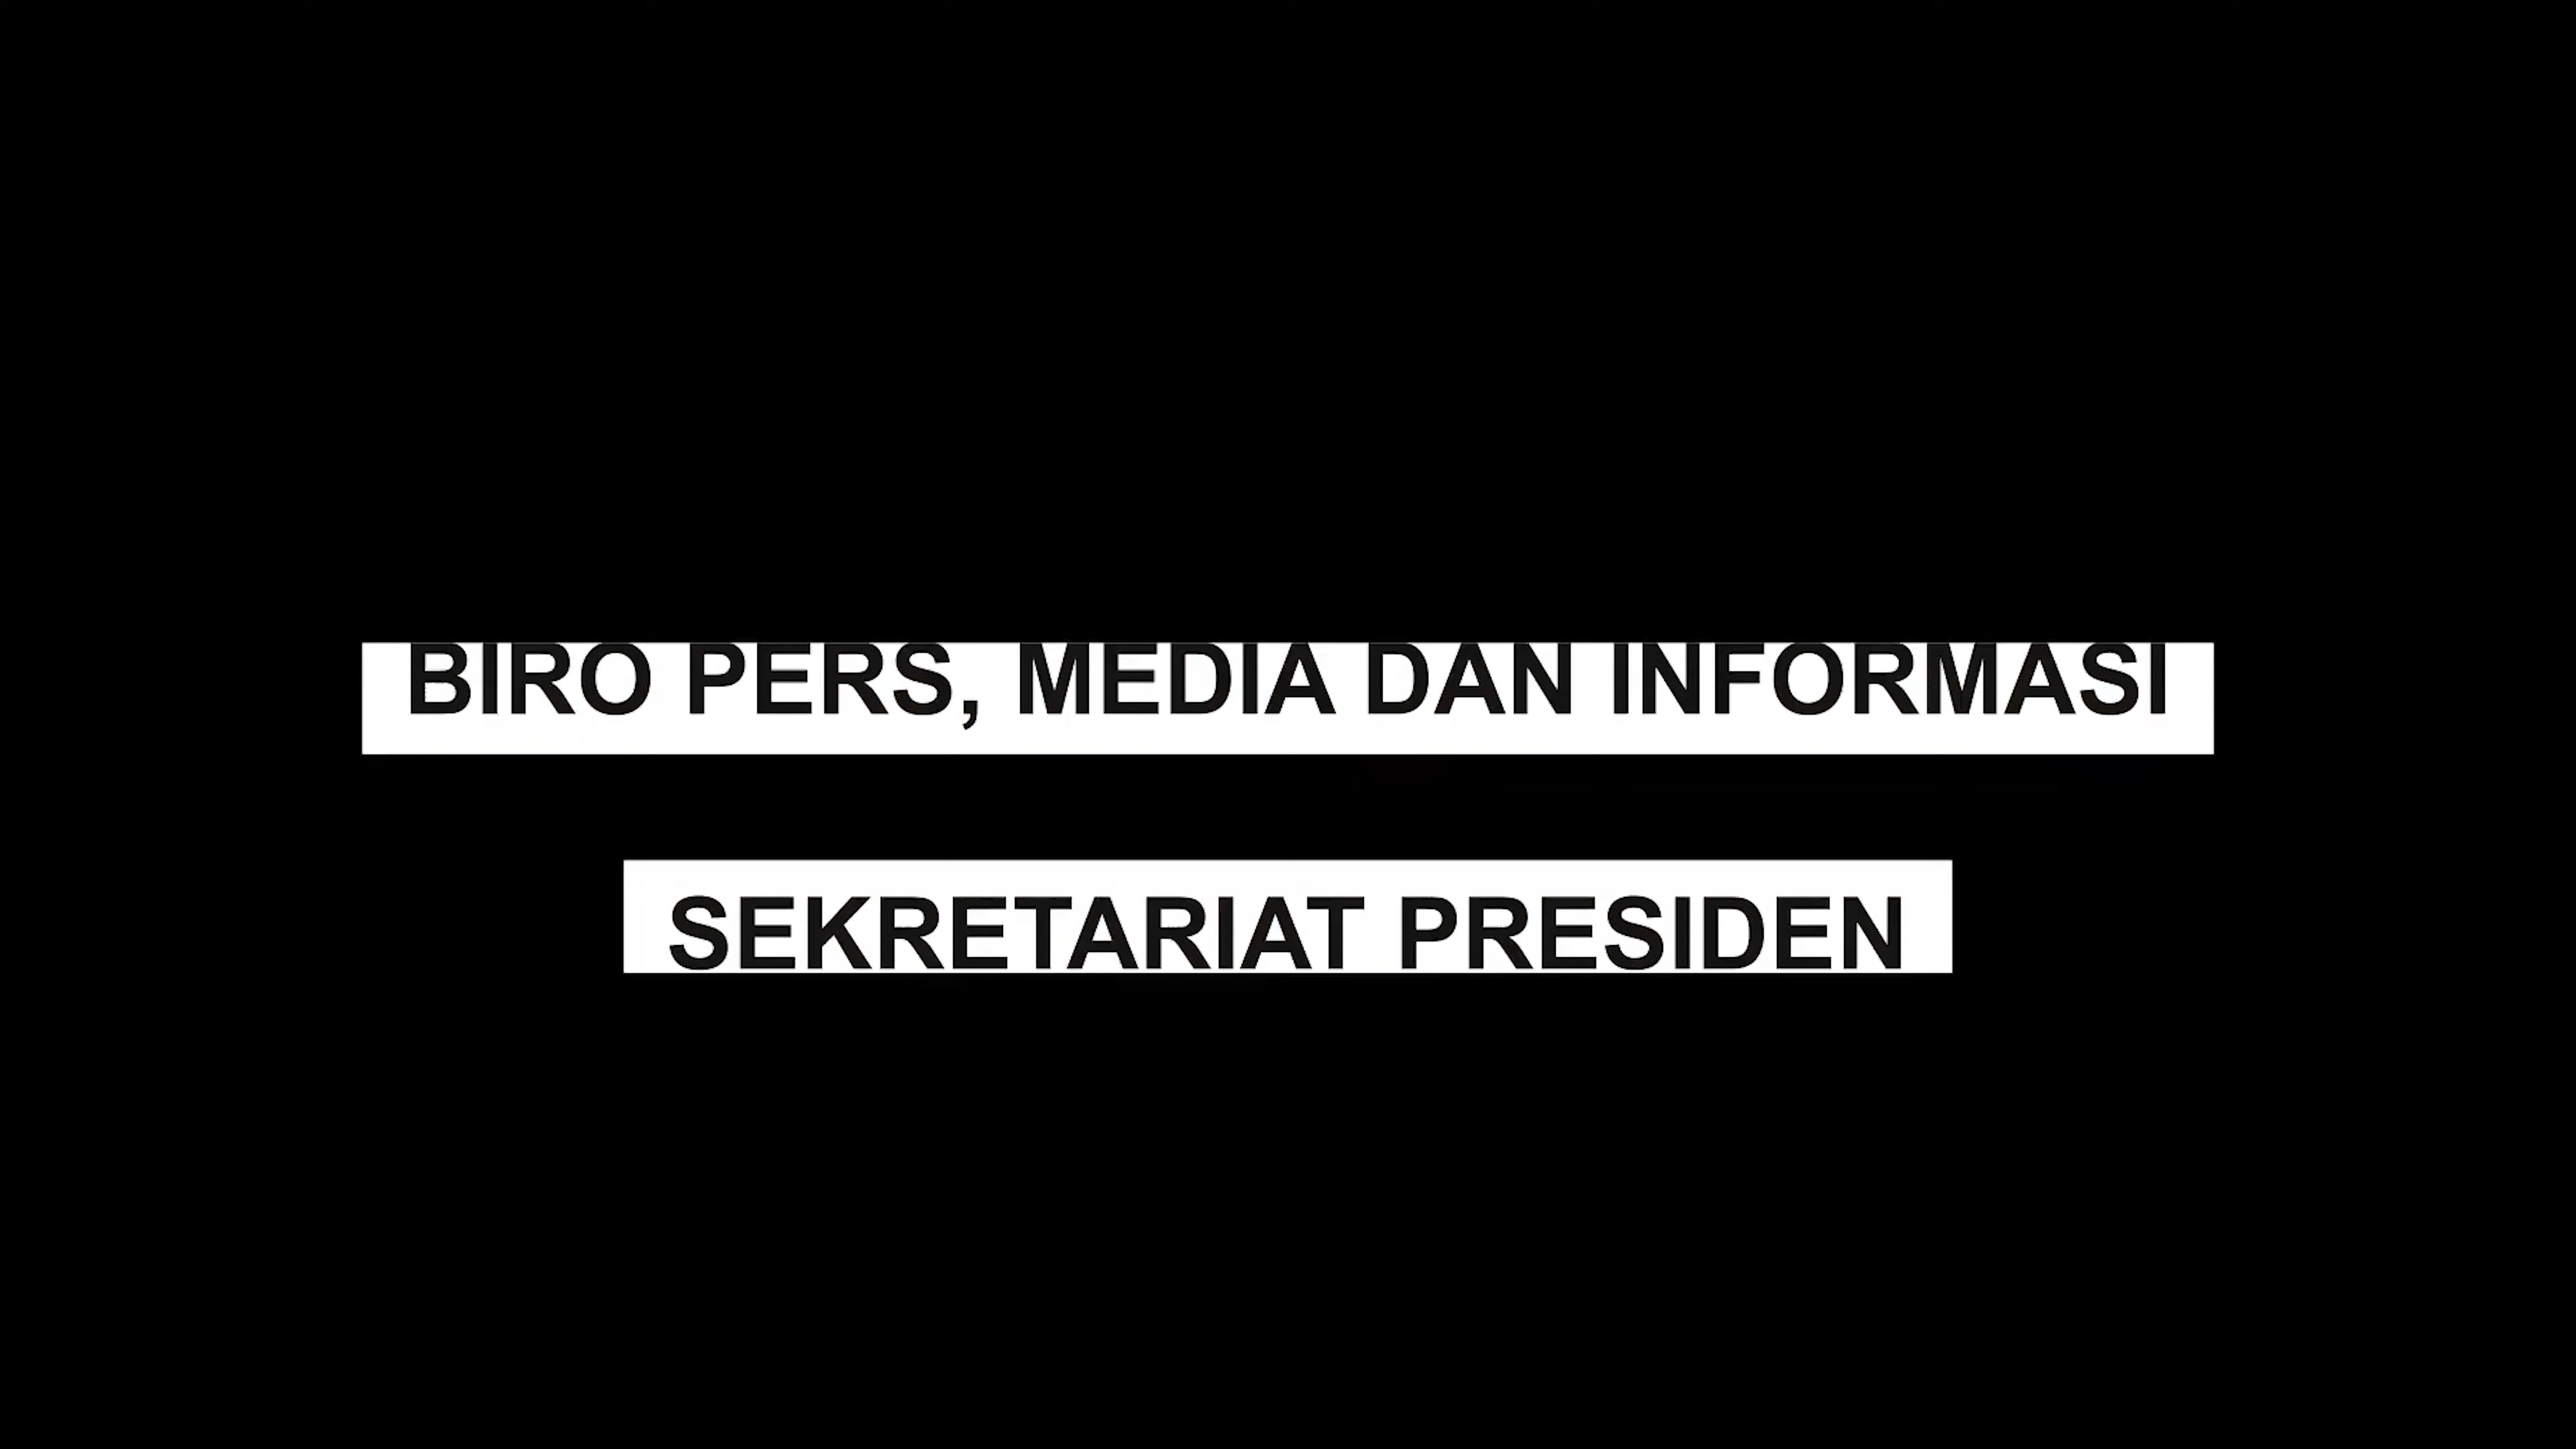 BIRO PERS, MEDIA DAN INFORMASI
SEKRETARIAT PRESIDEN